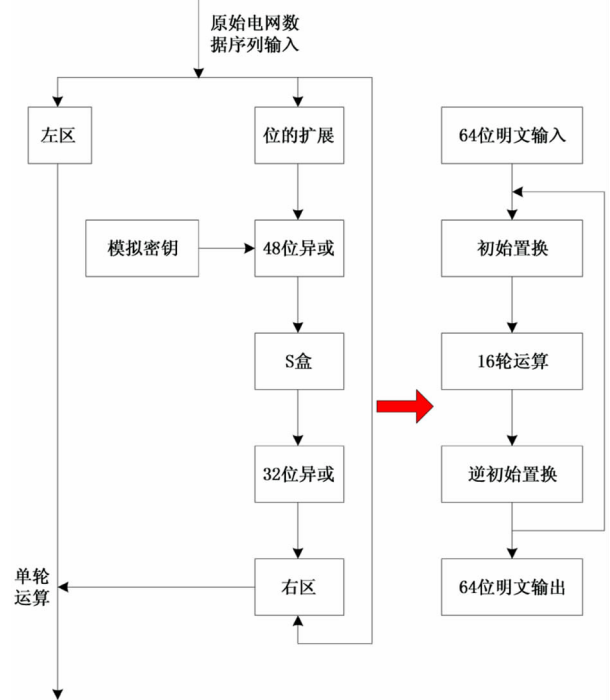 原始电网数
据序列输入
左区
位的扩展
64位明文输入
模拟密钥
48位异或
初始置换
S盒
16轮运算
32位异或
逆初始置换
单轮
运算
右区
64位明文输出